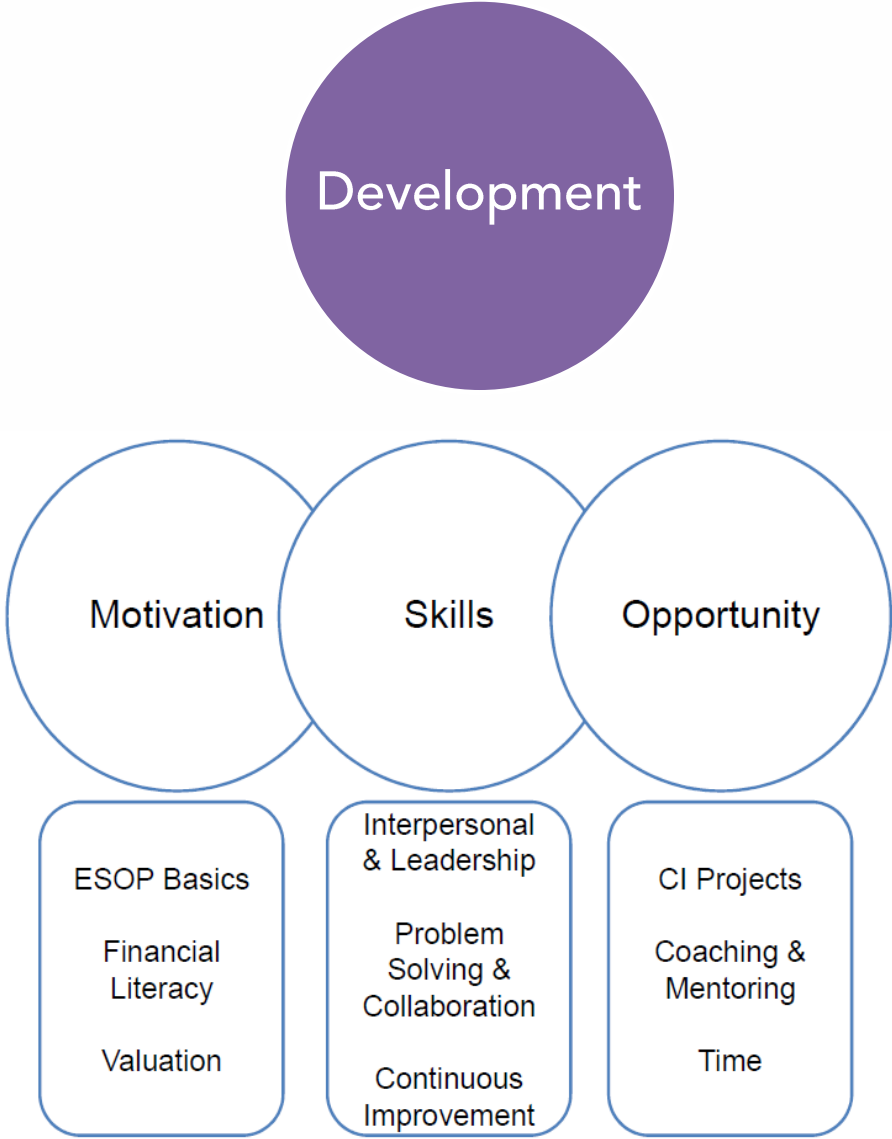 Development
Motivation
Skills
Opportunity
ESOP Basics
Financial
Literacy
Valuation
Interpersonal
& Leadership
Problem
Solving &
Collaboration
Continuous
Improvement
CI Projects
Coaching &
Mentoring
Time